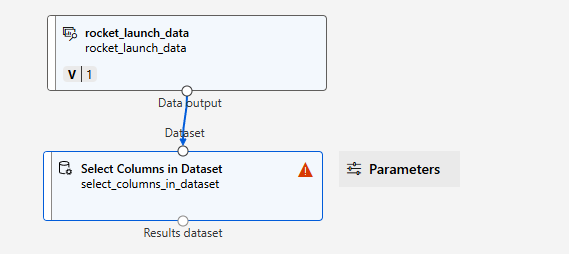 rocket_launch_data
rocket_launch_data
V | 1
Data output
Dataset
Select Columns in Dataset
select_columns_in_dataset
Parameters
Results dataset